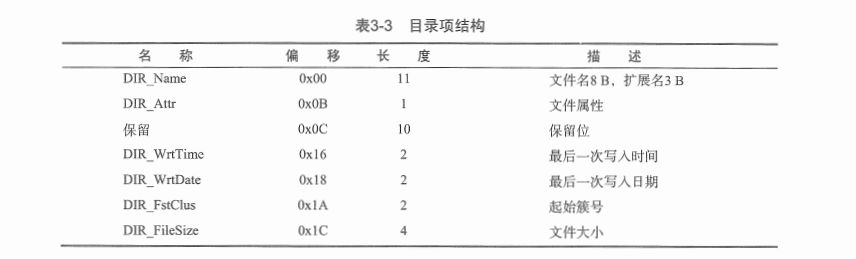 表3-3 目录项结构
名 称 偏 移 长 度 描 述
DIR_Name 0x00 11 文件名8 B，扩展名3 B
DIR_Attr 0x0B 1 文件属性
保留 0x0C 10 保留位
DIR_WrtTime 0x16 2 最后一次写入时间
DIR_WrtDate 0x18 2 最后一次写入日期
DIR_FstClus 0x1A 2 起始簇号
DIR_FileSize 0x1C 4 文件大小